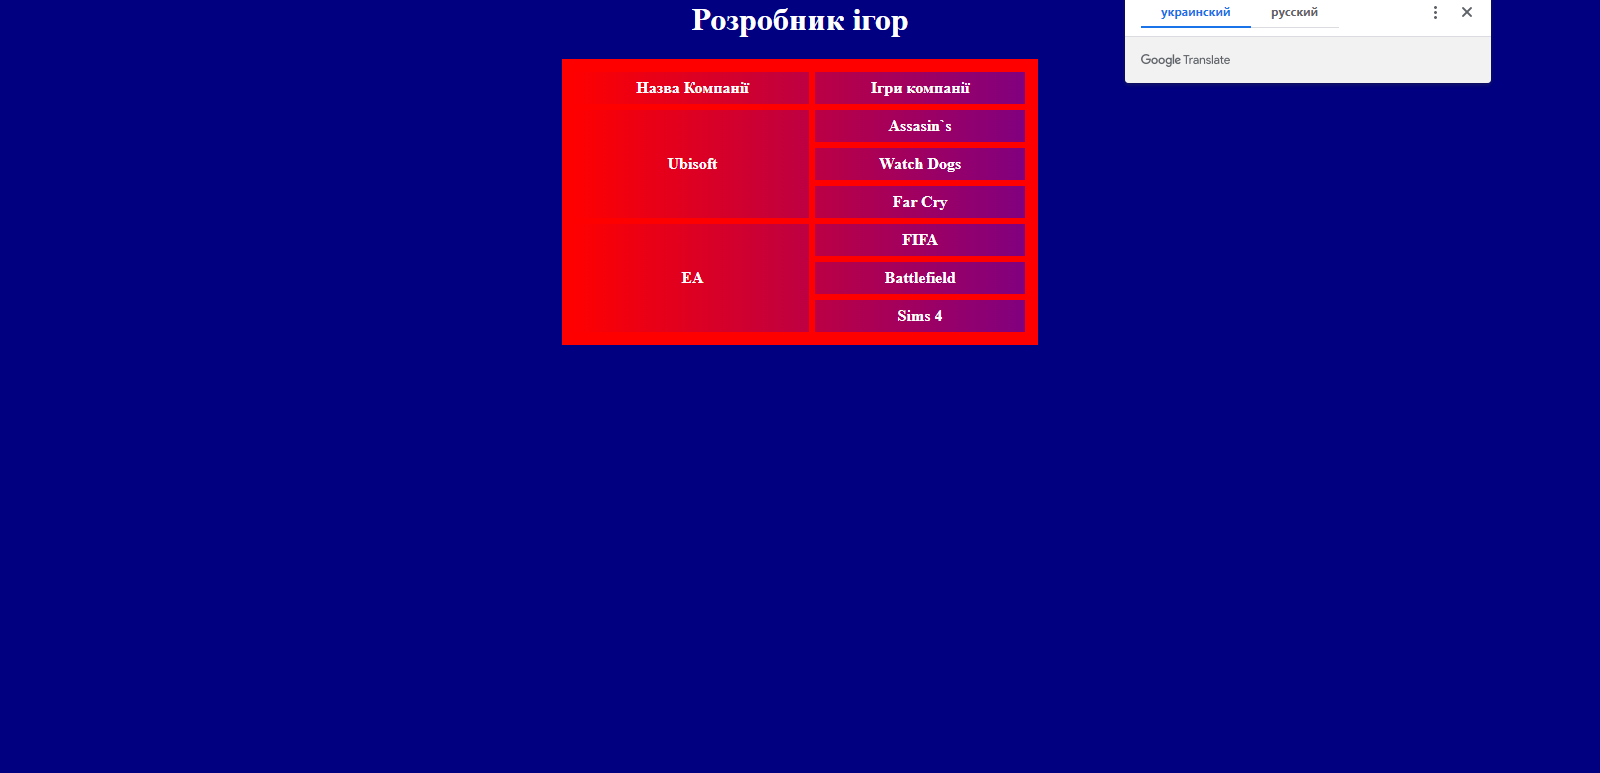 Розробник ігор
украинский русский
Google Translate
Назва Компанії Ігри компанії
Ubisoft
Assasin`s
Watch Dogs
Far Cry
EA
FIFA
Battlefield
Sims 4